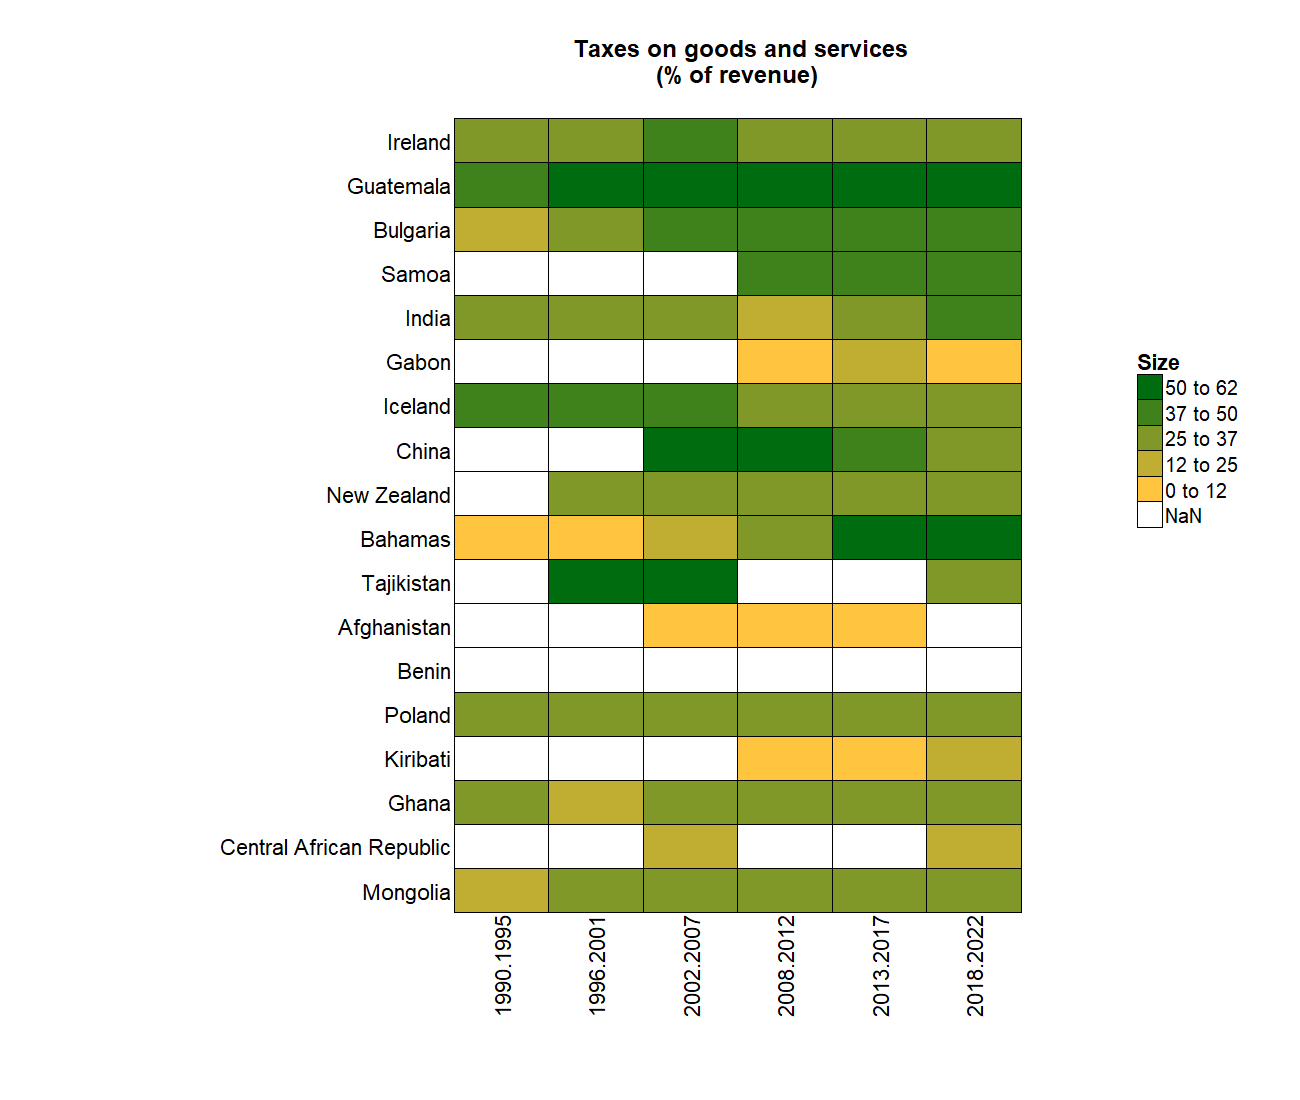 Taxes on goods and services
(% of revenue)
Ireland
Guatemala
Bulgaria
Samoa
India
Gabon
Iceland
China
New Zealand
Bahamas
Tajikistan
Afghanistan
Benin
Poland
Kiribati
Ghana
Central African Republic
Mongolia
1990.1995
1996.2001
2002.2007
2008.2012
2013.2017
2018.2022
Size
50 to 62
37 to 50
25 to 37
12 to 25
0 to 12
NaN